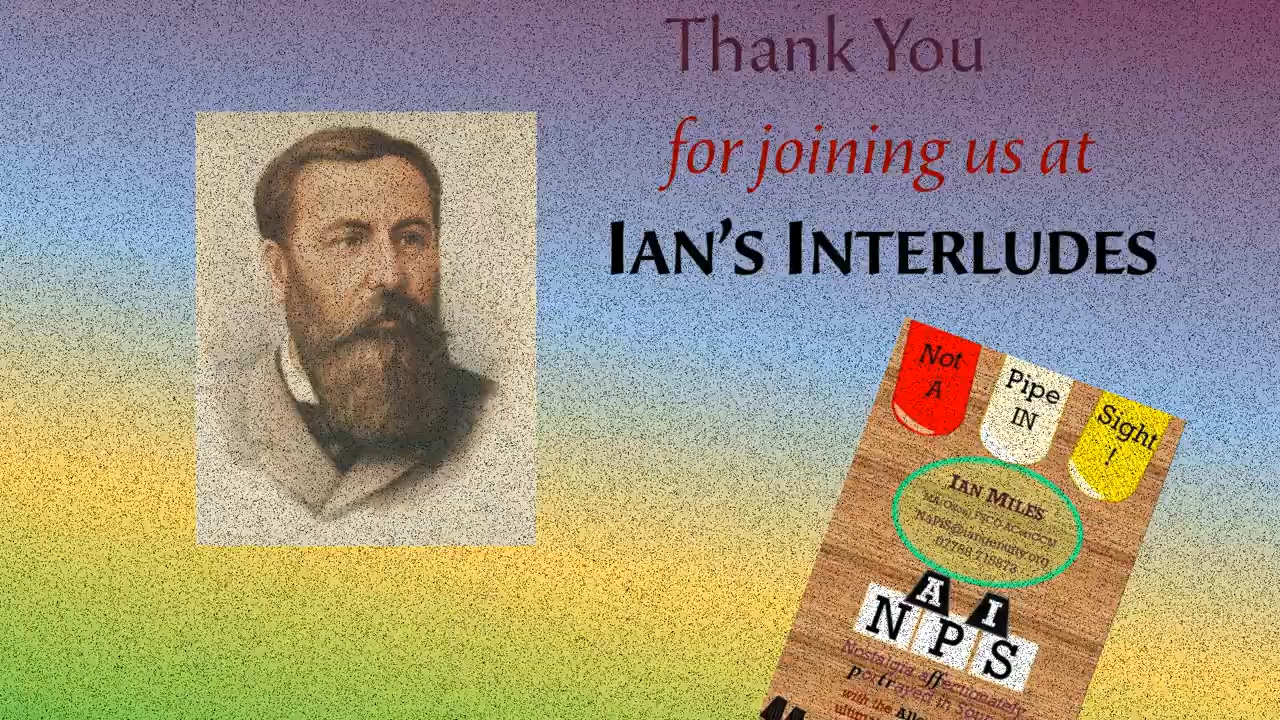 Thank You
for joining us at
IAN'S INTERLUDES
Not
A
Pipe
IN
Sight
!
IAN MILES
A I
N P S
Nostalgia affectionately
portrayed in
with the